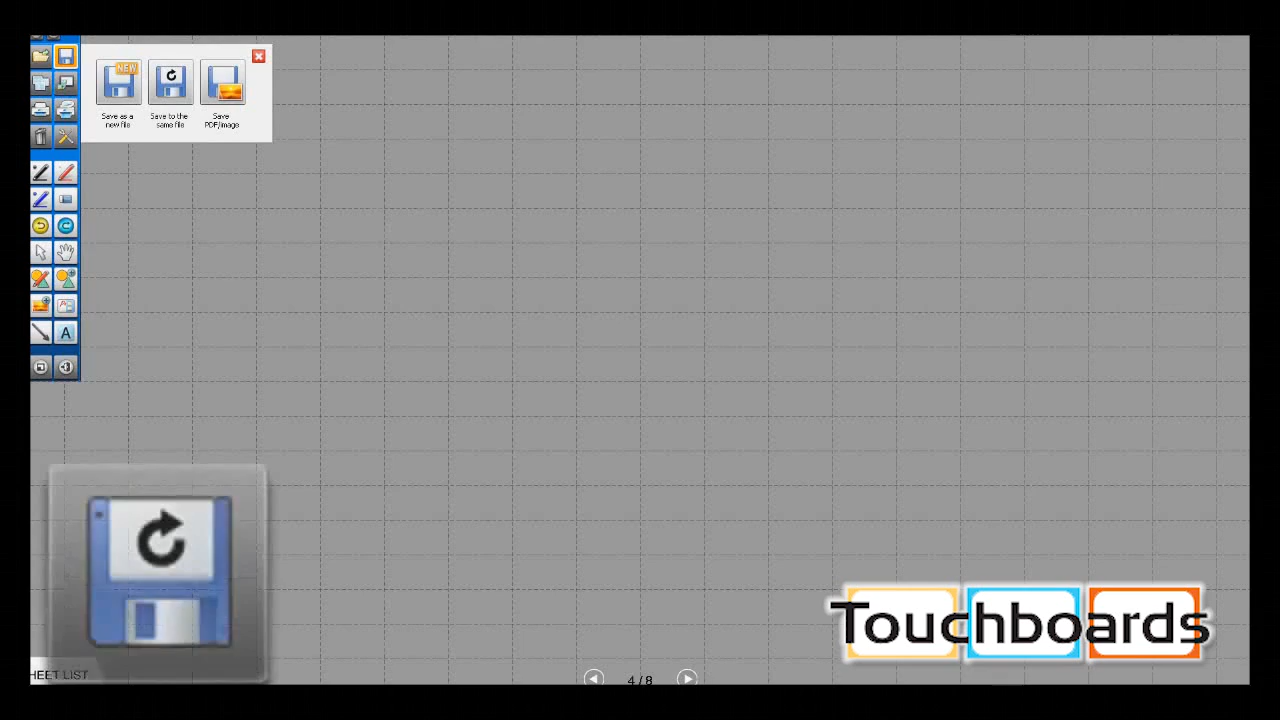 NEW
Save as a
new file
Save to the
same file
Save
PDF/Image
A
HEET LIST
4 / 8
Touchboards